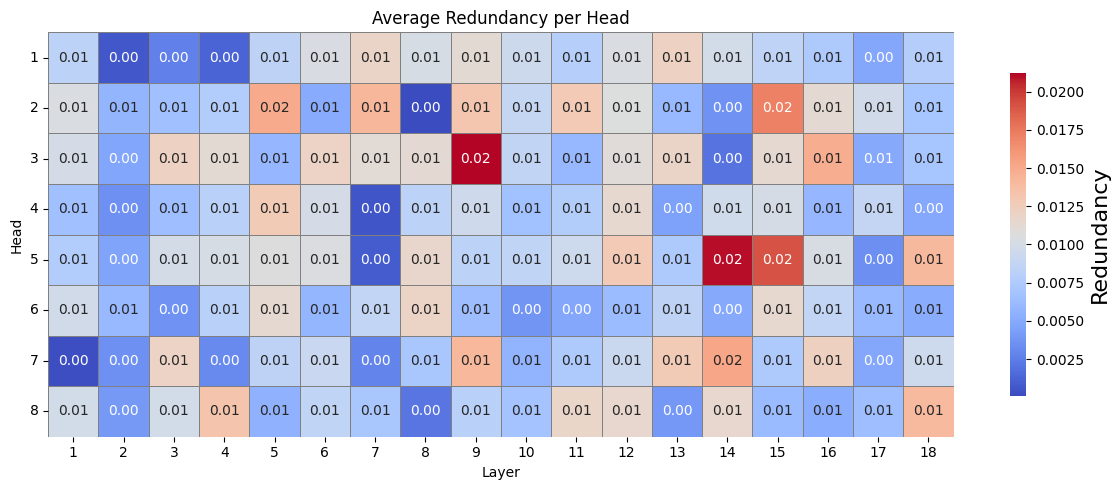 Average Redundancy per Head
1 0.01 0.00 0.00 0.00 0.01 0.01 0.01 0.01 0.01 0.01 0.01 0.01 0.01 0.01 0.01 0.01 0.00 0.01
2 0.01 0.01 0.01 0.01 0.02 0.01 0.01 0.00 0.01 0.01 0.01 0.01 0.01 0.00 0.02 0.01 0.01 0.01
3 0.01 0.00 0.01 0.01 0.01 0.01 0.01 0.01 0.02 0.01 0.01 0.01 0.01 0.00 0.01 0.01 0.01 0.01
4 0.01 0.00 0.01 0.01 0.01 0.01 0.00 0.01 0.01 0.01 0.01 0.01 0.00 0.01 0.01 0.01 0.01 0.00
5 0.01 0.00 0.01 0.01 0.01 0.01 0.00 0.01 0.01 0.01 0.01 0.01 0.01 0.02 0.02 0.01 0.00 0.01
6 0.01 0.01 0.00 0.01 0.01 0.01 0.01 0.01 0.01 0.00 0.00 0.01 0.01 0.00 0.01 0.01 0.01 0.01
7 0.00 0.00 0.01 0.00 0.01 0.01 0.00 0.01 0.01 0.01 0.01 0.01 0.01 0.02 0.01 0.01 0.00 0.01
8 0.01 0.00 0.01 0.01 0.01 0.01 0.01 0.00 0.01 0.01 0.01 0.01 0.00 0.01 0.01 0.01 0.01 0.01
1 2 3 4 5 6 7 8 9 10 11 12 13 14 15 16 17 18
Layer
Head
0.0200
0.0175
0.0150
0.0125
0.0100
0.0075
0.0050
0.0025
Redundancy